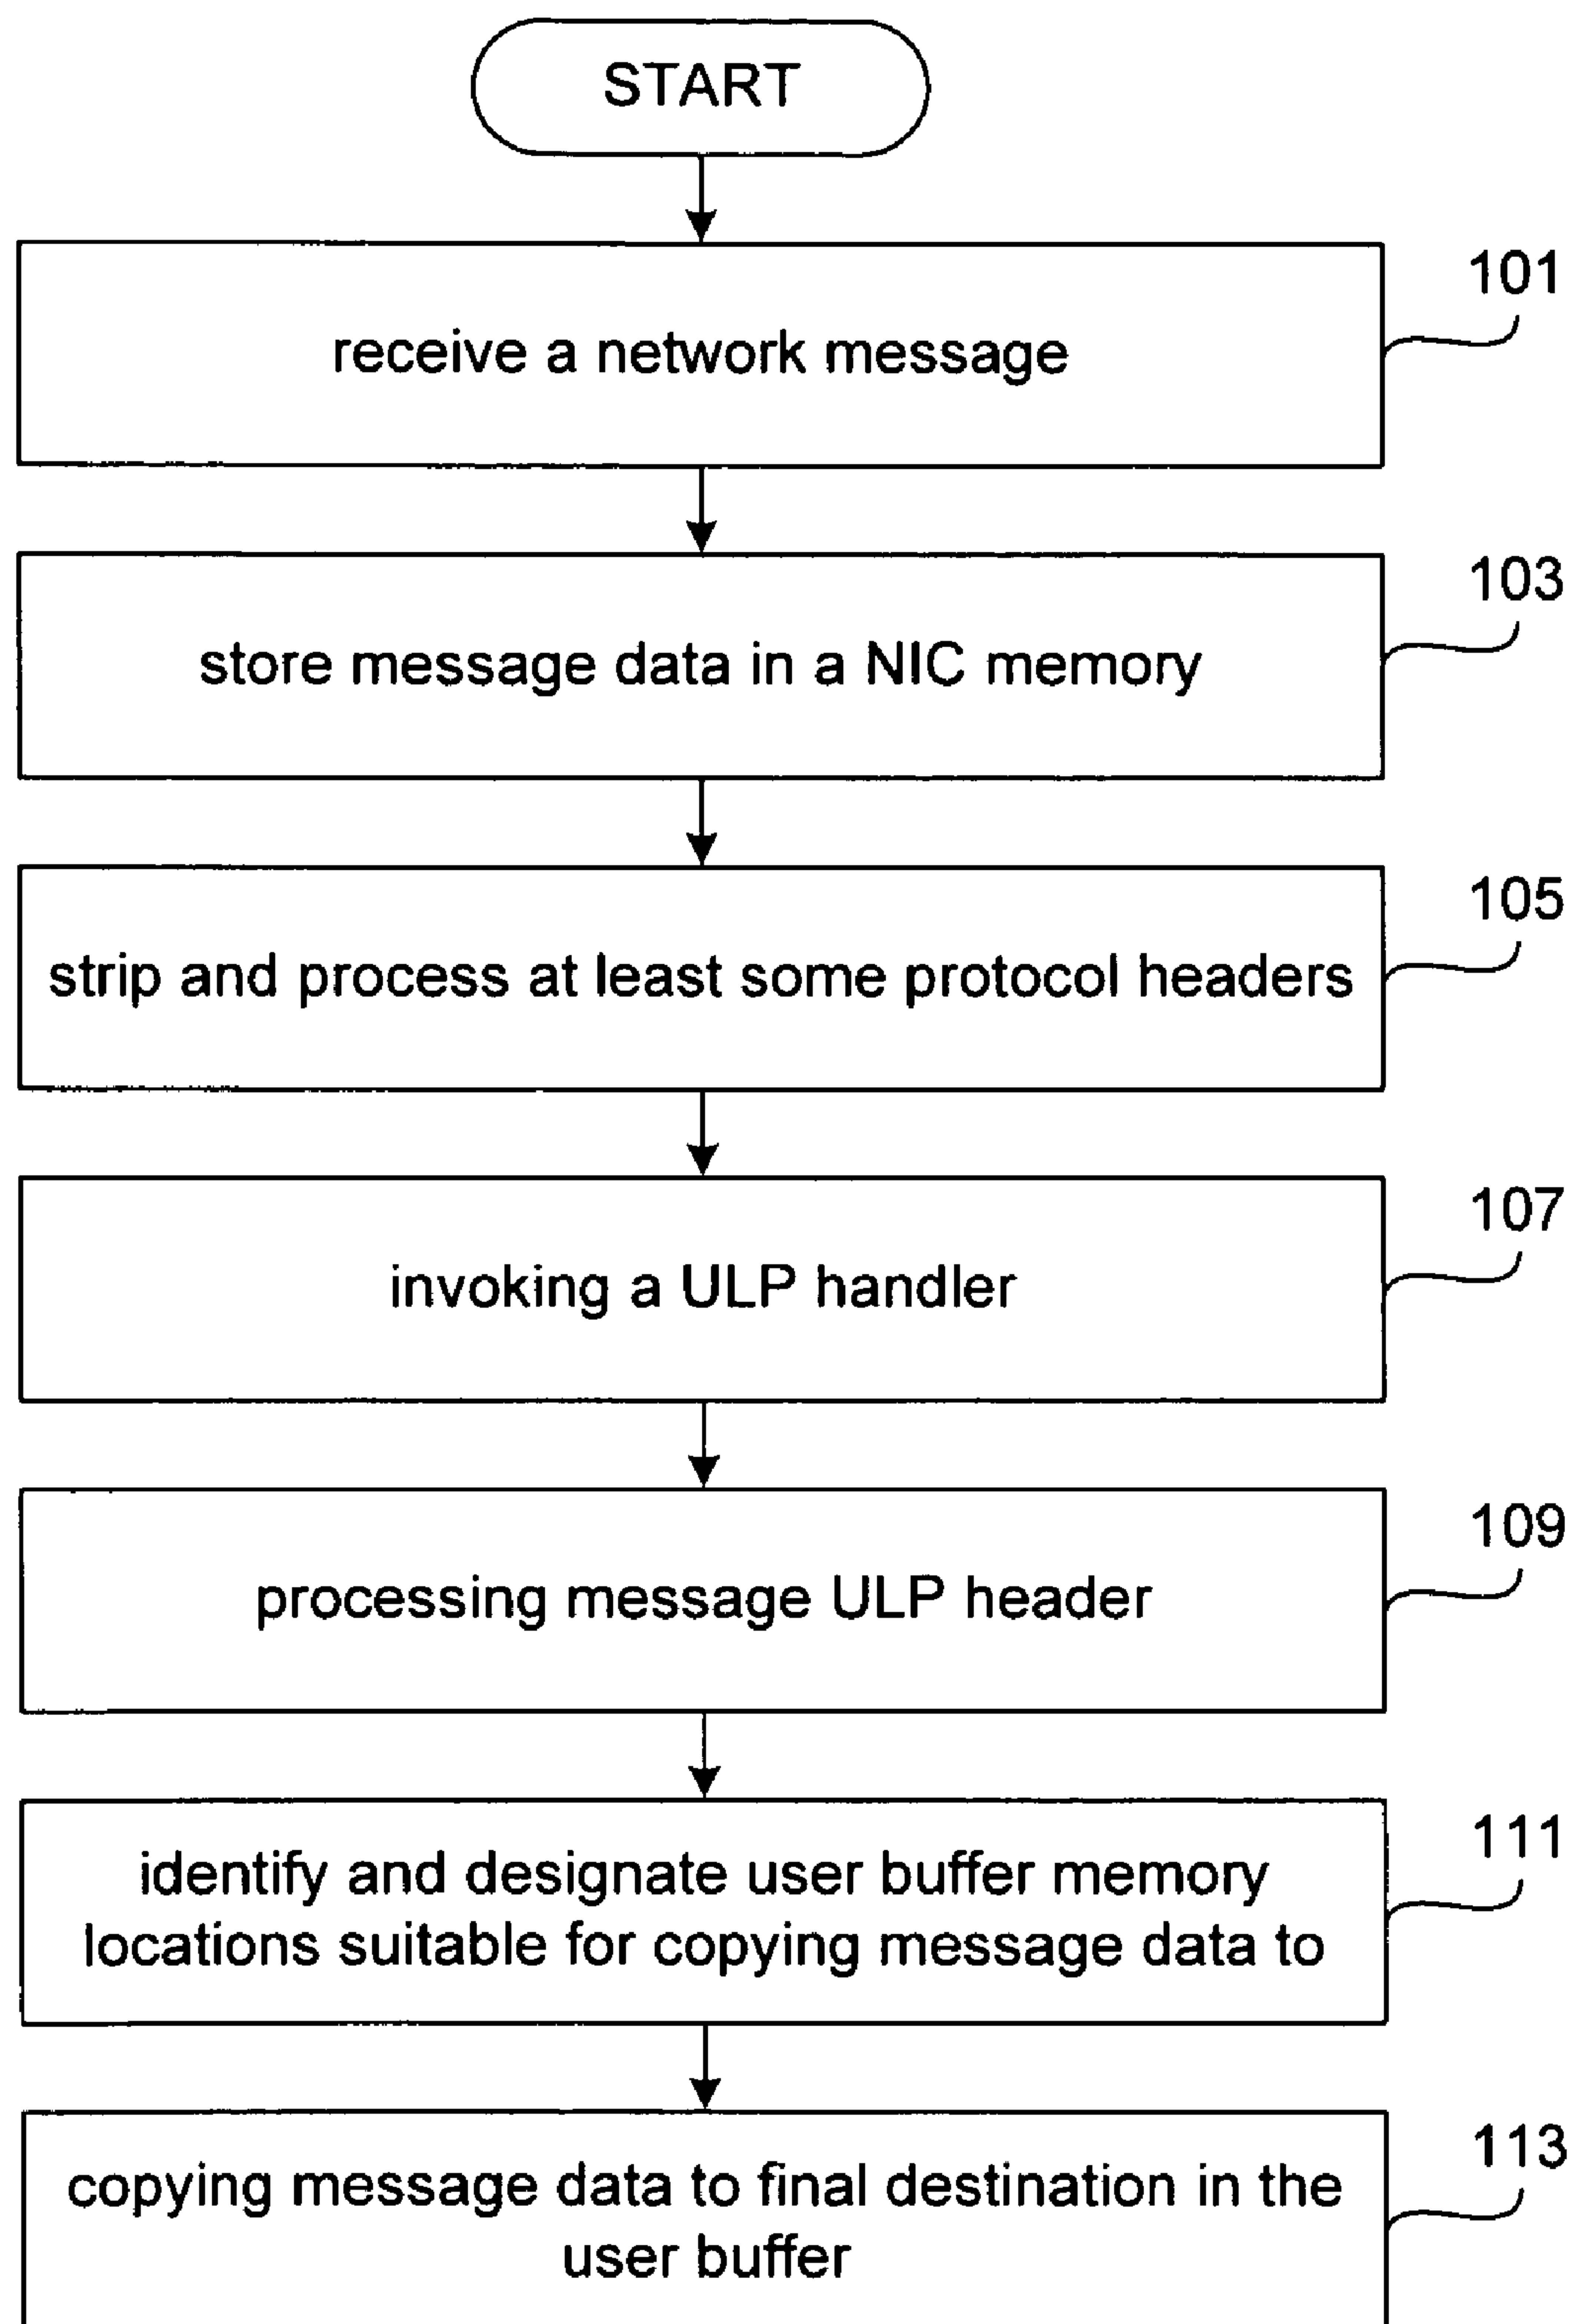 START
receive a network message
101
store message data in a NIC memory
103
strip and process at least some protocol headers
105
invoking a ULP handler
107
processing message ULP header
109
identify and designate user buffer memory
locations suitable for copying message data to
111
copying message data to final destination in the
user buffer
113